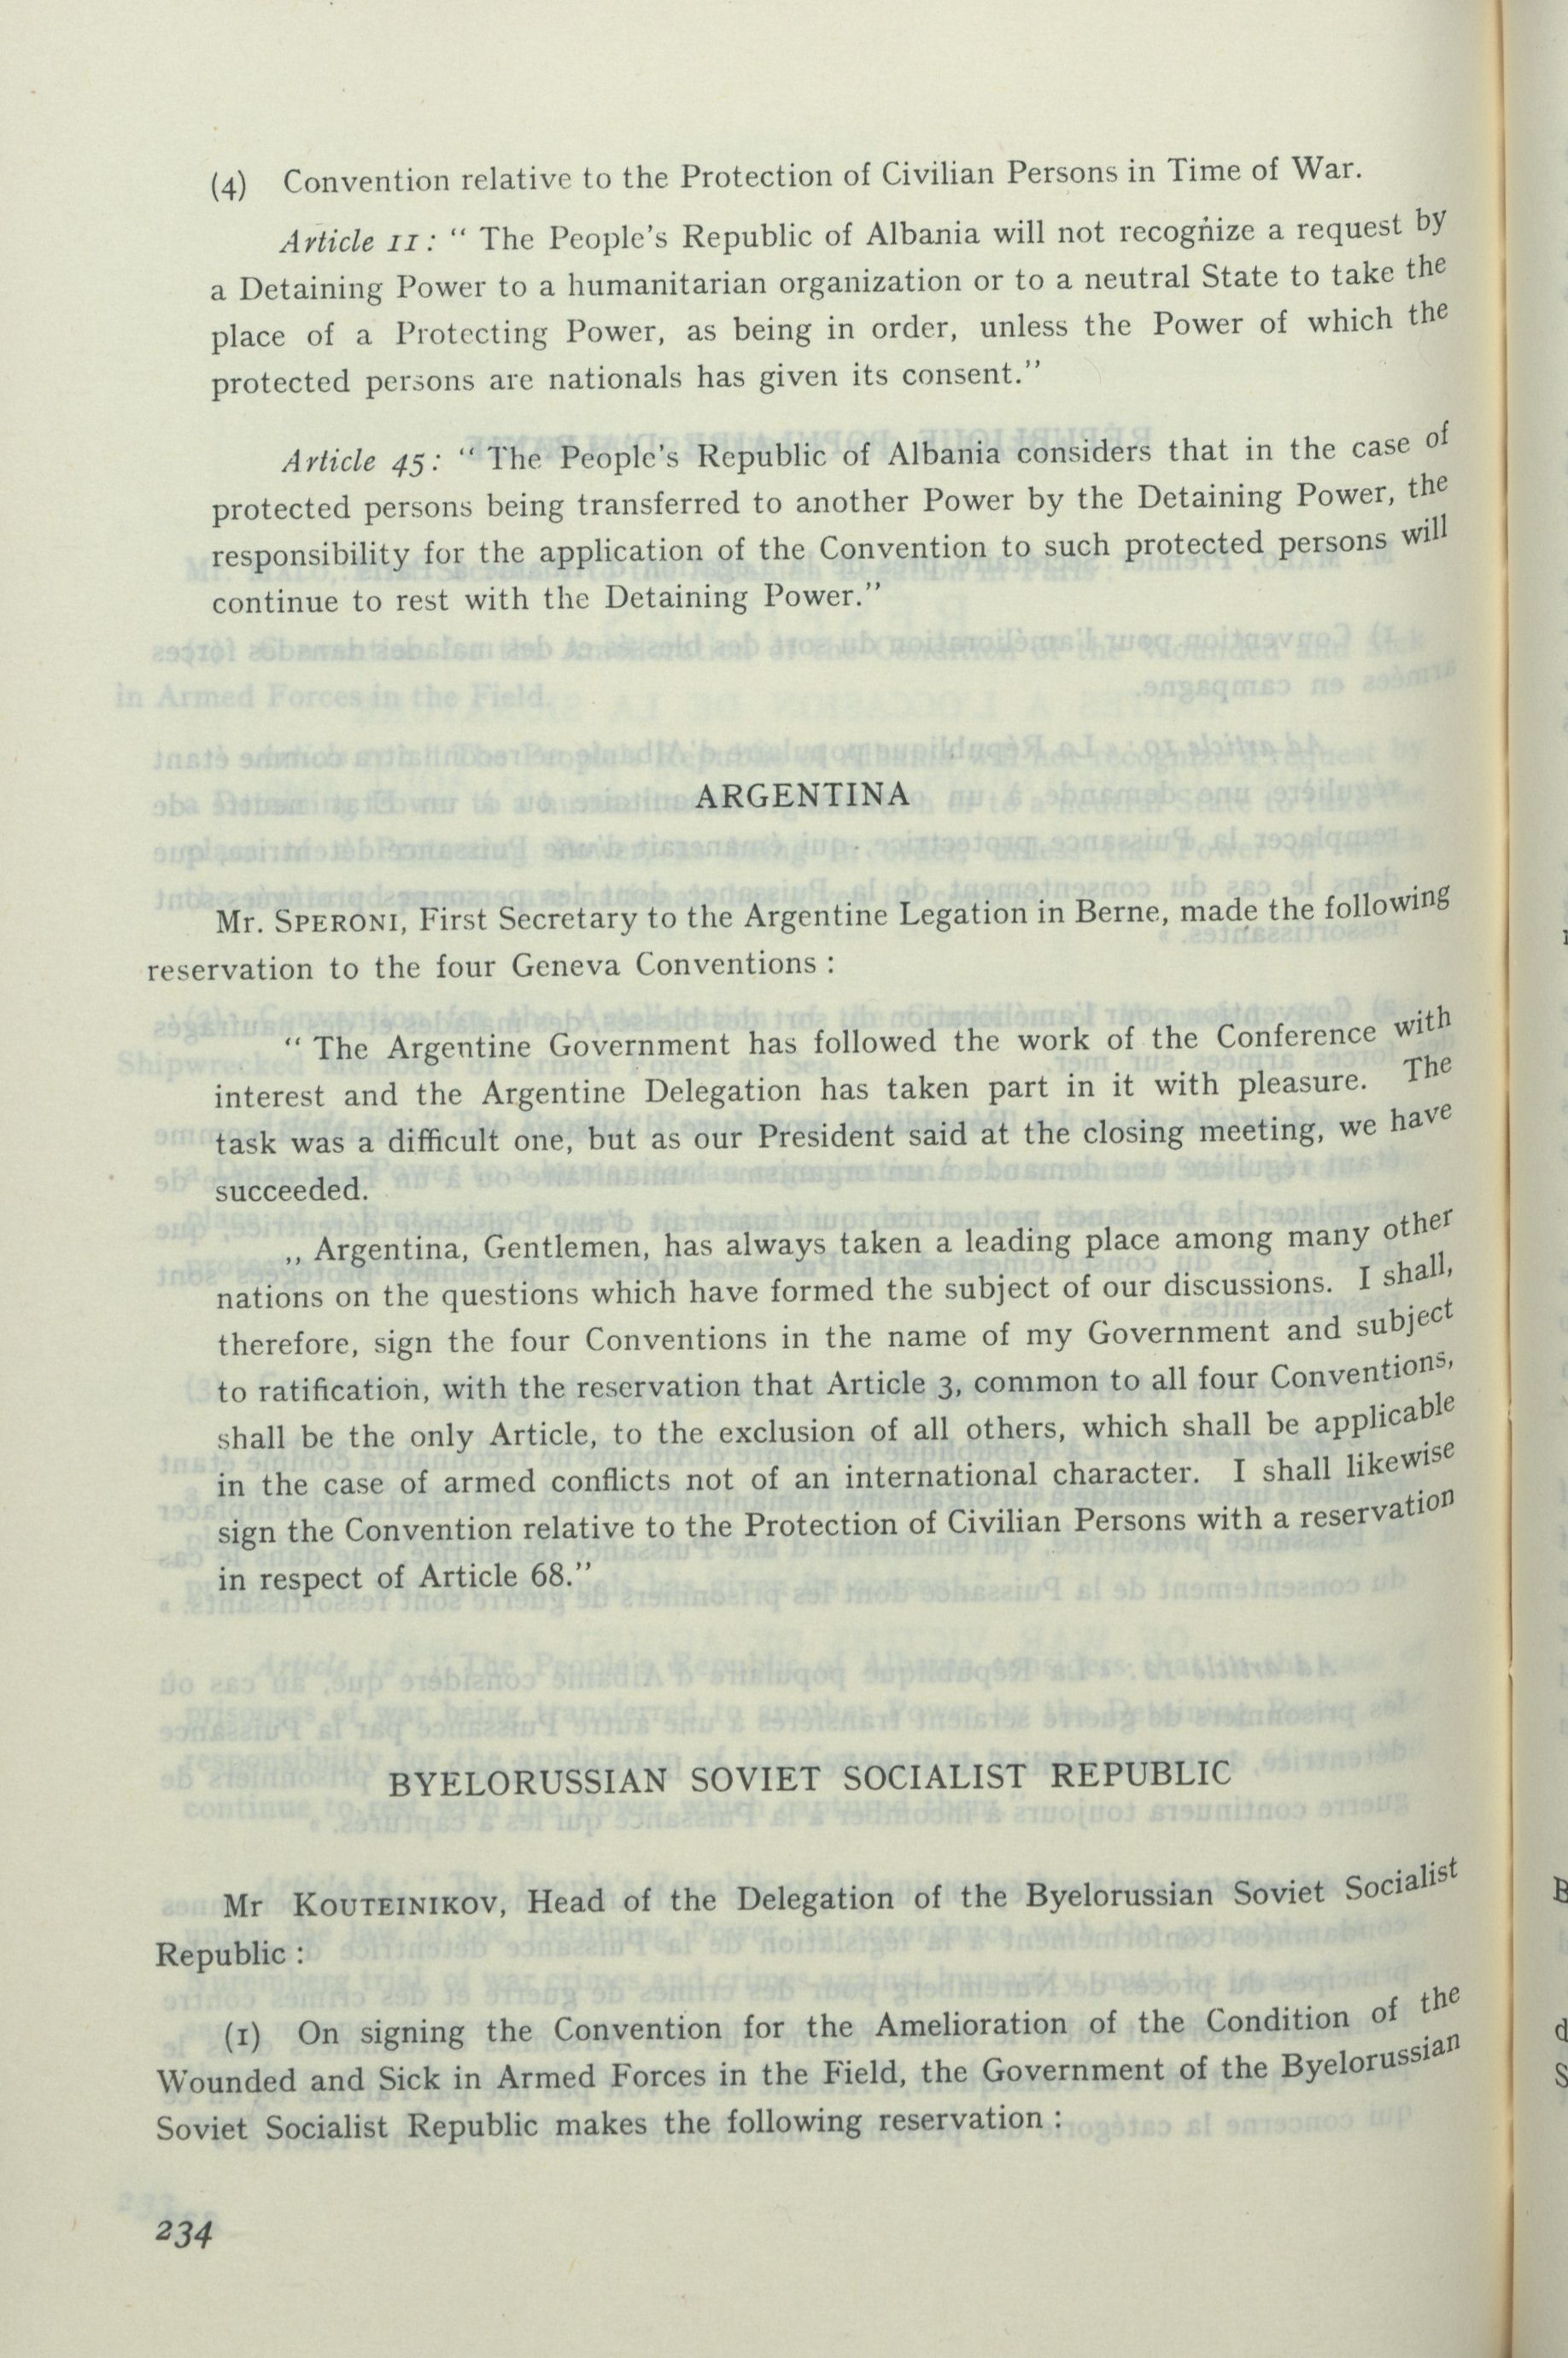 (4) Convention relative to the Protection of Civilian Persons in Time of War.
Article 11: “ The People's Republic of Albania will not recognize a request by
a Detaining Power to a humanitarian organization or to a neutral State to take the
place of a Protecting Power, as being in order, unless the Power of which the
protected persons are nationals has given its consent.”
Article 45: “ The People's Republic of Albania considers that in the case of
protected persons being transferred to another Power by the Detaining Power, the
responsibility for the application of the Convention to such protected persons will
continue to rest with the Detaining Power.”
ARGENTINA
Mr. SPERONI, First Secretary to the Argentine Legation in Berne, made the following
reservation to the four Geneva Conventions :
“ The Argentine Government has followed the work of the Conference with
interest and the Argentine Delegation has taken part in it with pleasure. The
task was a difficult one, but as our President said at the closing meeting, we have
succeeded.
„ Argentina, Gentlemen, has always taken a leading place among many other
nations on the questions which have formed the subject of our discussions. I shall,
therefore, sign the four Conventions in the name of my Government and subject
to ratification, with the reservation that Article 3, common to all four Conventions,
shall be the only Article, to the exclusion of all others, which shall be applicable
in the case of armed conflicts not of an international character. I shall likewise
sign the Convention relative to the Protection of Civilian Persons with a reservation
in respect of Article 68.”
BYELORUSSIAN SOVIET SOCIALIST REPUBLIC
Mr KOUTEINIKOV, Head of the Delegation of the Byelorussian Soviet Socialist
Republic :
(1) On signing the Convention for the Amelioration of the Condition of the
Wounded and Sick in Armed Forces in the Field, the Government of the Byelorussian
Soviet Socialist Republic makes the following reservation :
234